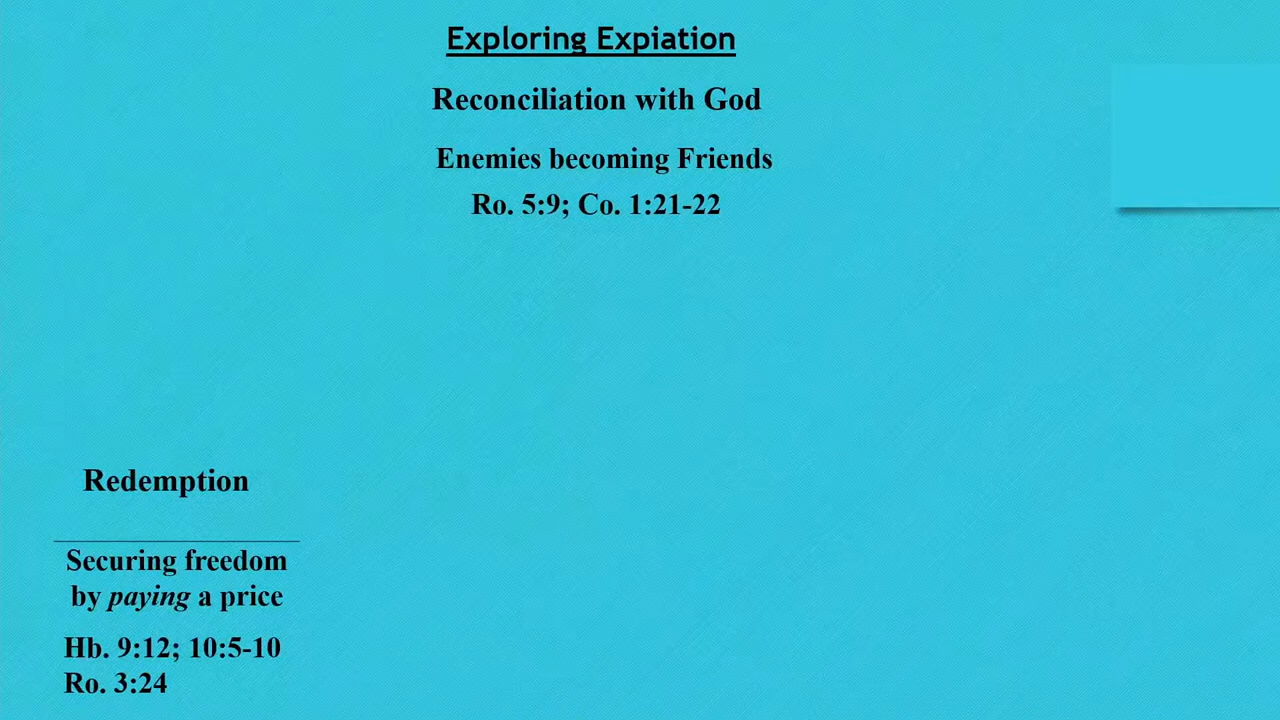 Exploring Expiation
Reconciliation with God
Enemies becoming Friends
Ro. 5:9; Co. 1:21-22
Redemption
Securing freedom
by paying a price
Hb. 9:12; 10:5-10
Ro. 3:24